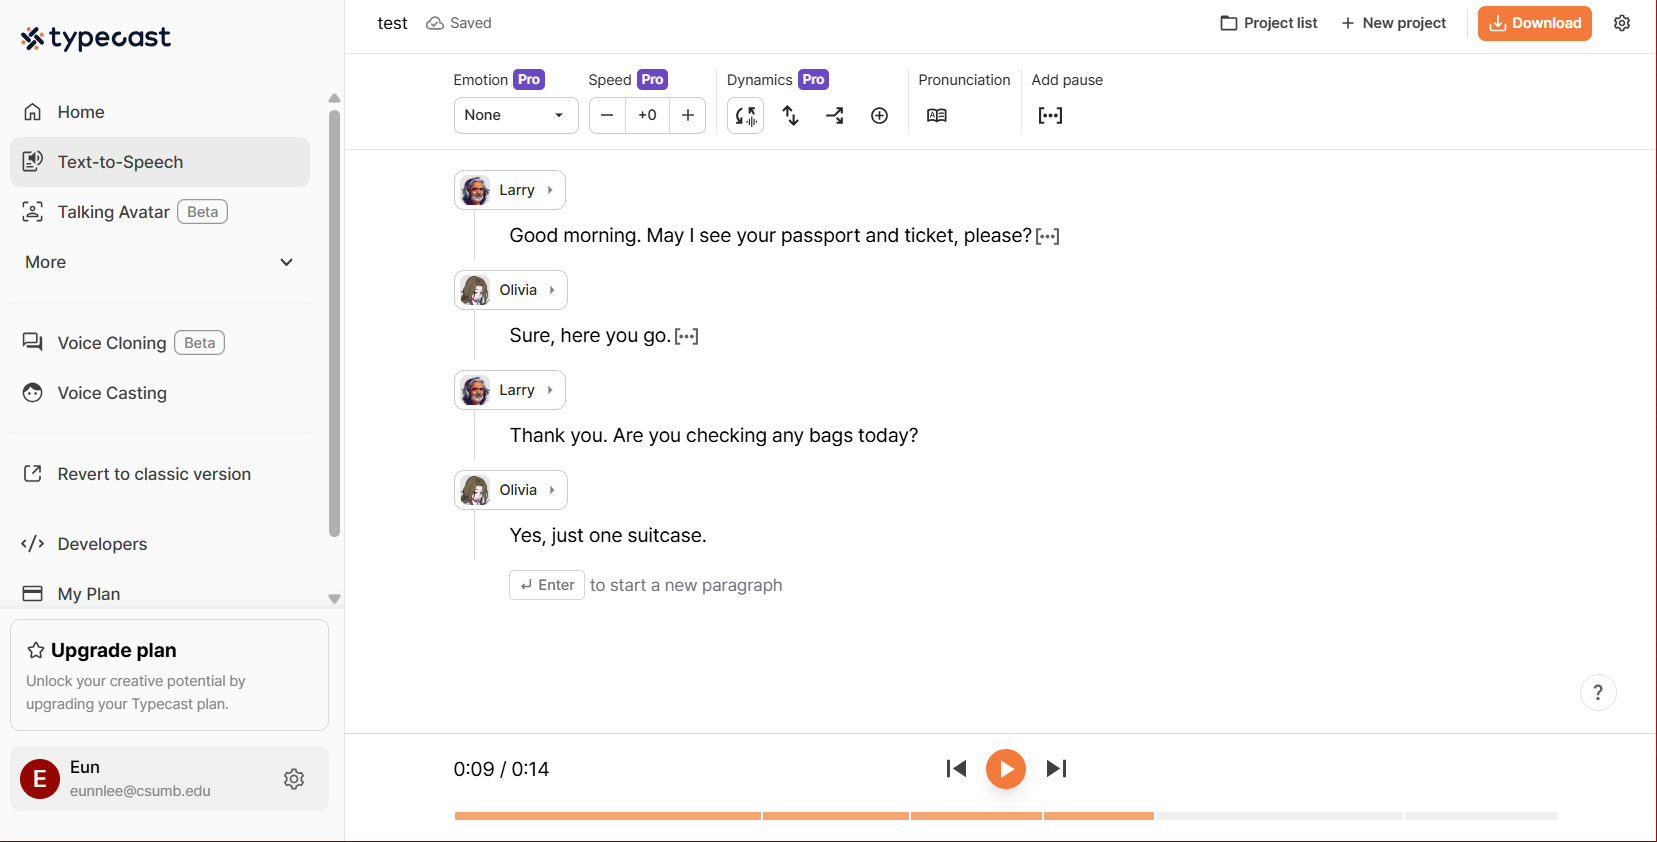 typecast
Home
Text-to-Speech
Talking Avatar Beta
More
Voice Cloning Beta
Voice Casting
Revert to classic version
Developers
My Plan
Upgrade plan
Unlock your creative potential by
upgrading your Typecast plan.
E
Eun
eunnlee@csumb.edu
test Saved
Project list + New project Download
Emotion Pro Speed Pro Dynamics Pro Pronunciation Add pause
None − +0 +
Larry
Good morning. May I see your passport and ticket, please? [···]
Olivia
Sure, here you go. [···]
Larry
Thank you. Are you checking any bags today?
Olivia
Yes, just one suitcase.
↵ Enter to start a new paragraph
?
0:09 / 0:14